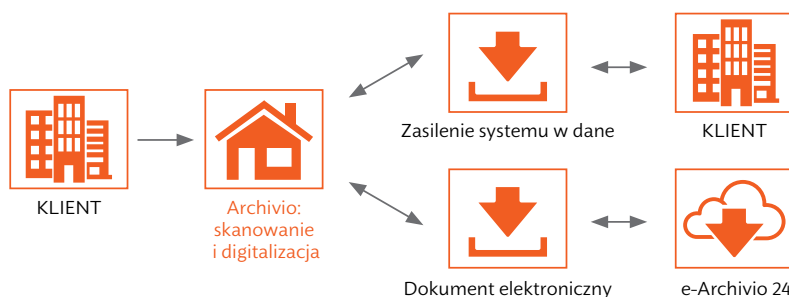 KLIENT
Archivio:
skanowanie
i digitalizacja
Zasilenie systemu w dane
KLIENT
Dokument elektroniczny
e-Archivio 24